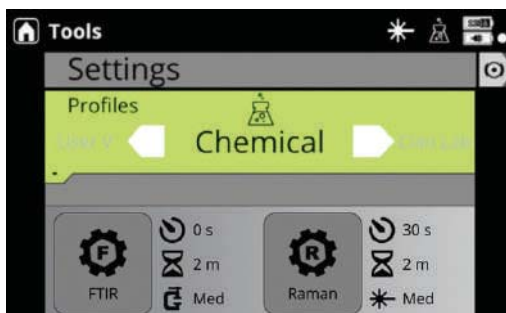 Tools
Settings
Profiles
Chemical
F
0 s
2 m
FTIR
Med
R
30 s
2 m
Raman
Med